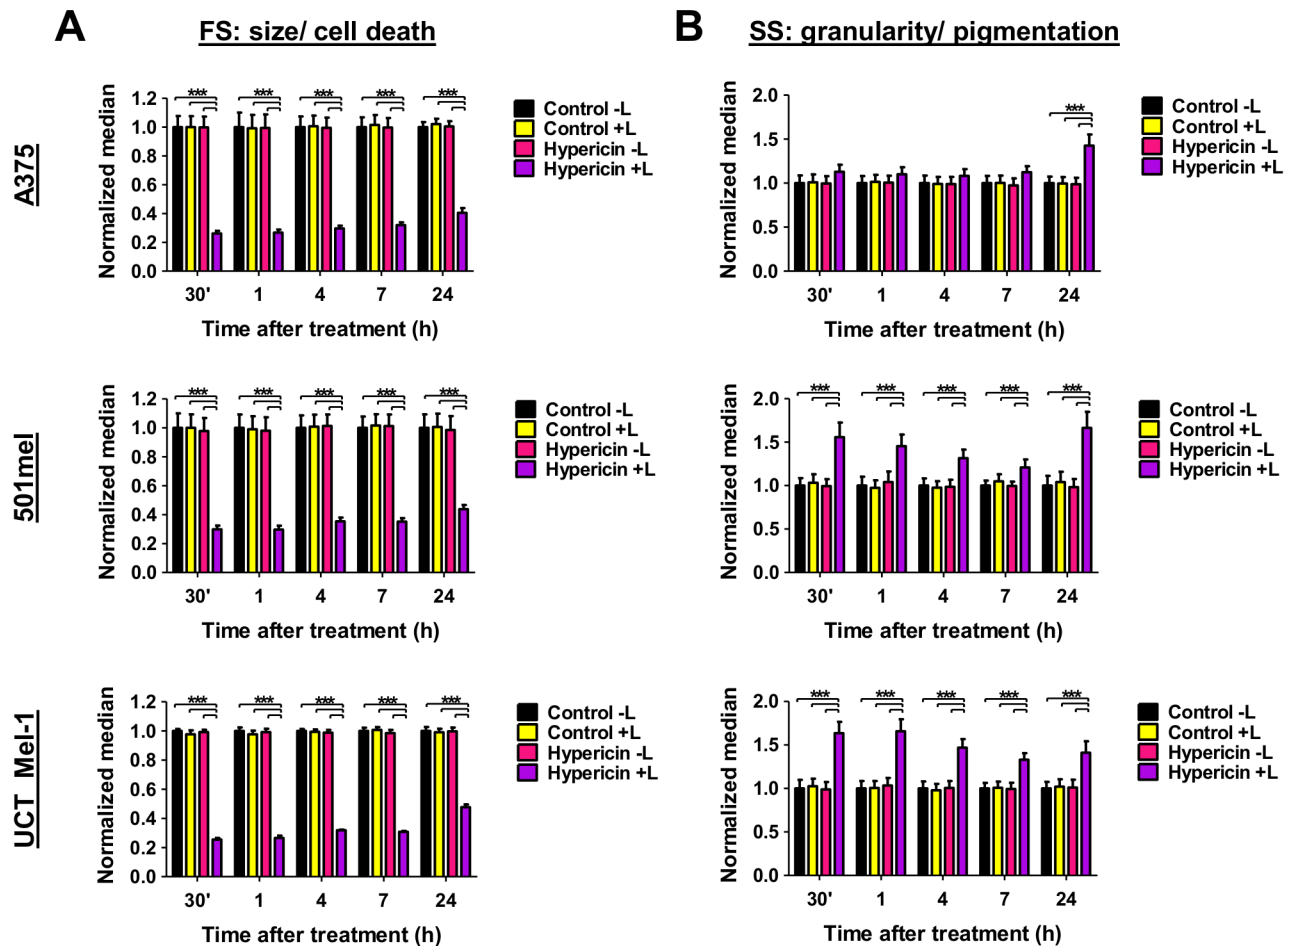 A
FS: size/ cell death
B
SS: granularity/ pigmentation
A375
Normalized median
1.2
1.0
0.8
0.6
0.4
0.2
0.0
*** *** *** *** ***
30' 1 4 7 24
Time after treatment (h)
Control -L
Control +L
Hypericin -L
Hypericin +L
Normalized median
2.0
1.5
1.0
0.5
0.0
***
30' 1 4 7 24
Time after treatment (h)
Control -L
Control +L
Hypericin -L
Hypericin +L
501mel
Normalized median
1.2
1.0
0.8
0.6
0.4
0.2
0.0
*** *** *** *** ***
30' 1 4 7 24
Time after treatment (h)
Control -L
Control +L
Hypericin -L
Hypericin +L
Normalized median
2.0
1.5
1.0
0.5
0.0
*** *** *** *** ***
30' 1 4 7 24
Time after treatment (h)
Control -L
Control +L
Hypericin -L
Hypericin +L
UCT Mel-1
Normalized median
1.2
1.0
0.8
0.6
0.4
0.2
0.0
*** *** *** *** ***
30' 1 4 7 24
Time after treatment (h)
Control -L
Control +L
Hypericin -L
Hypericin +L
Normalized median
2.0
1.5
1.0
0.5
0.0
*** *** *** *** ***
30' 1 4 7 24
Time after treatment (h)
Control -L
Control +L
Hypericin -L
Hypericin +L